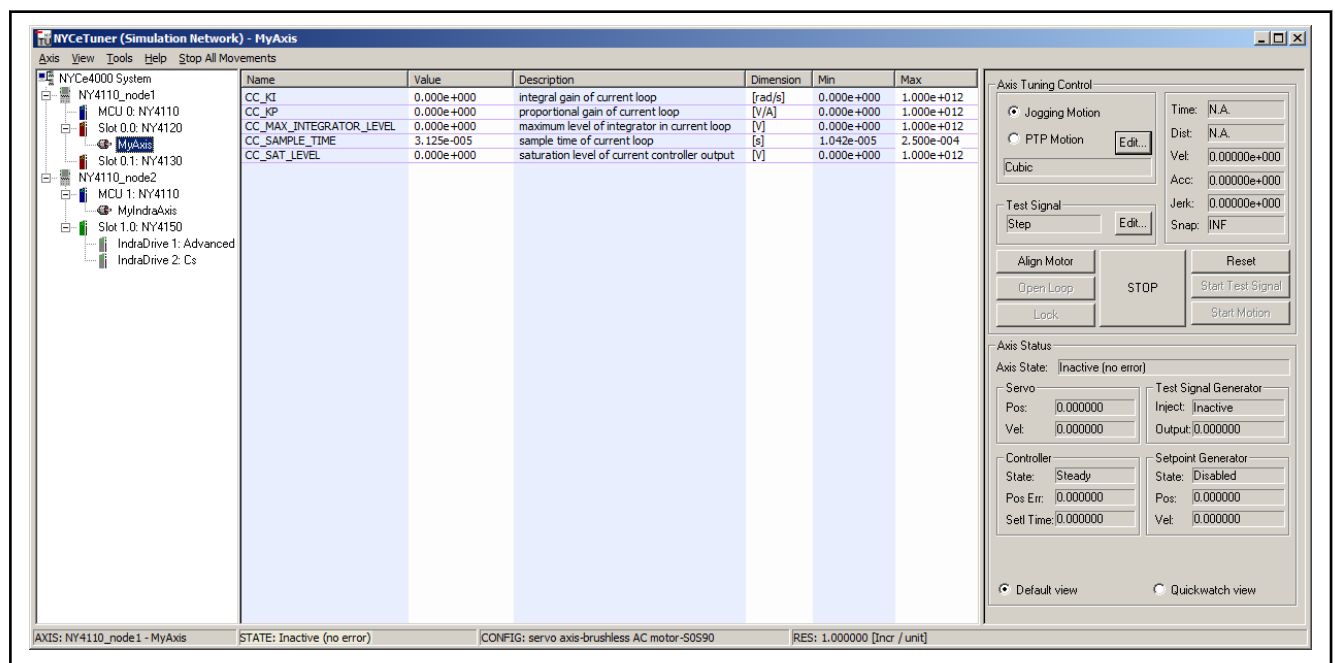 NYCeTuner (Simulation Network) - MyAxis
Axis View Tools Help Stop All Movements
NYCe4000 System
NY4110_node1
MCU 0: NY4110
Slot 0.0: NY4120
MyAxis
Slot 0.1: NY4130
NY4110_node2
MCU 1: NY4110
MyIndraAxis
Slot 1.0: NY4150
IndraDrive 1: Advanced
IndraDrive 2: Cs
Name Value Description Dimension Min Max
CC_KI 0.000e+000 integral gain of current loop [rad/s] 0.000e+000 1.000e+012
CC_KP 0.000e+000 proportional gain of current loop [V/A] 0.000e+000 1.000e+012
CC_MAX_INTEGRATOR_LEVEL 0.000e+000 maximum level of integrator in current loop [V] 0.000e+000 1.000e+012
CC_SAMPLE_TIME 3.125e-005 sample time of current loop [s] 1.042e-005 2.500e-004
CC_SAT_LEVEL 0.000e+000 saturation level of current controller output [V] 0.000e+000 1.000e+012
Axis Tuning Control
Jogging Motion
PTP Motion Edit...
Cubic
Time: N.A.
Dist: N.A.
Vel: 0.00000e+000
Acc: 0.00000e+000
Jerk: 0.00000e+000
Snap: INF
Test Signal
Step Edit...
Align Motor
Open Loop
Lock
STOP
Reset
Start Test Signal
Start Motion
Axis Status
Axis State: Inactive (no error)
Servo
Pos: 0.000000
Vel: 0.000000
Test Signal Generator
Inject: Inactive
Output: 0.000000
Controller
State: Steady
Pos Err: 0.000000
Setl Time: 0.000000
Setpoint Generator
State: Disabled
Pos: 0.000000
Vel: 0.000000
Default view Quickwatch view
AXIS: NY4110_node1 - MyAxis STATE: Inactive (no error) CONFIG: servo axis-brushless AC motor-S0S90 RES: 1.000000 [Incr / unit]